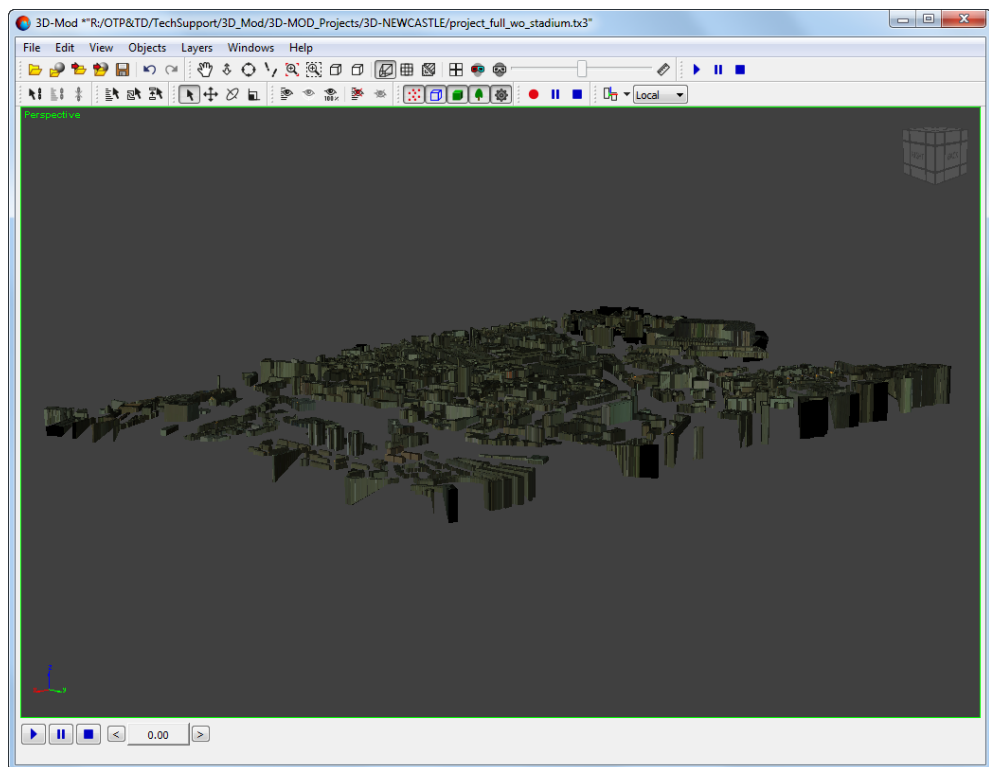 3D-Mod *"R:/OTP&TD/TechSupport/3D_Mod/3D-MOD_Projects/3D-NEWCASTLE/project_full_wo_stadium.tx3"
File Edit View Objects Layers Windows Help
100%
Local
Perspective
z
y
< 0.00 >